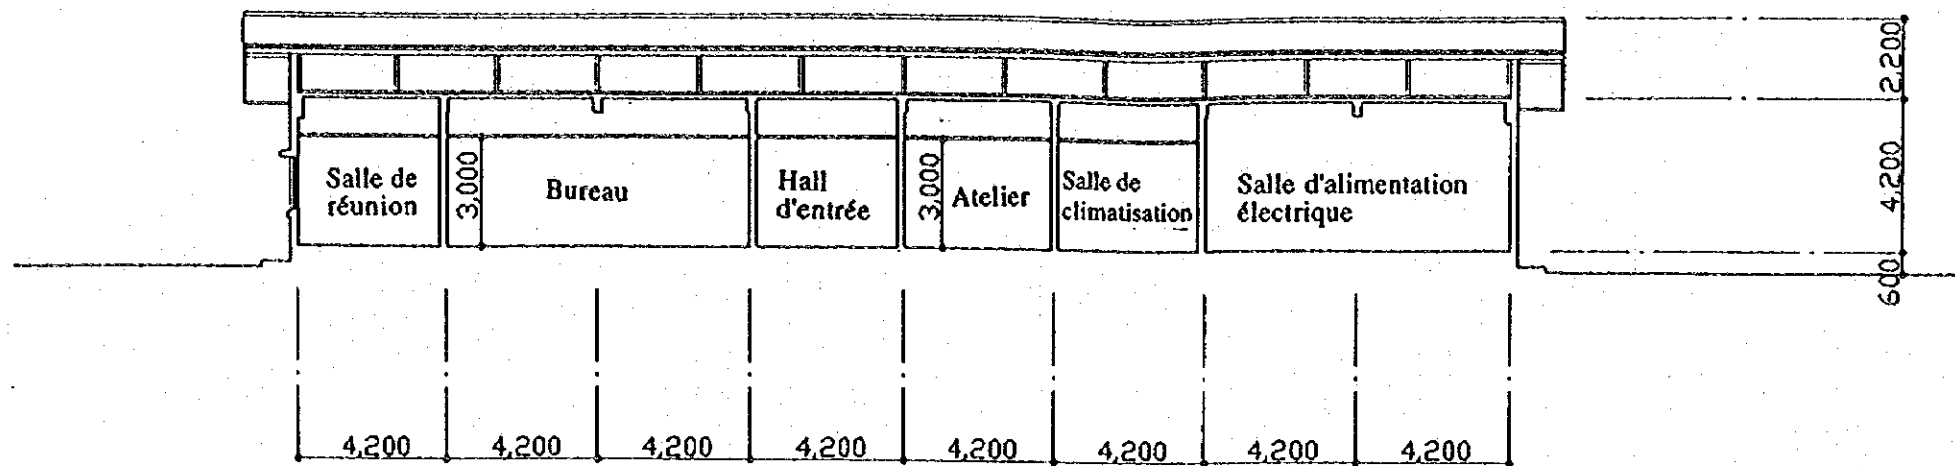 2,200
Salle de
réunion
3,000
Bureau
Hall
d'entrée
3,000
Atelier
Salle de
climatisation
Salle d'alimentation
électrique
4,200
600
4,200
4,200
4,200
4,200
4,200
4,200
4,200
4,200